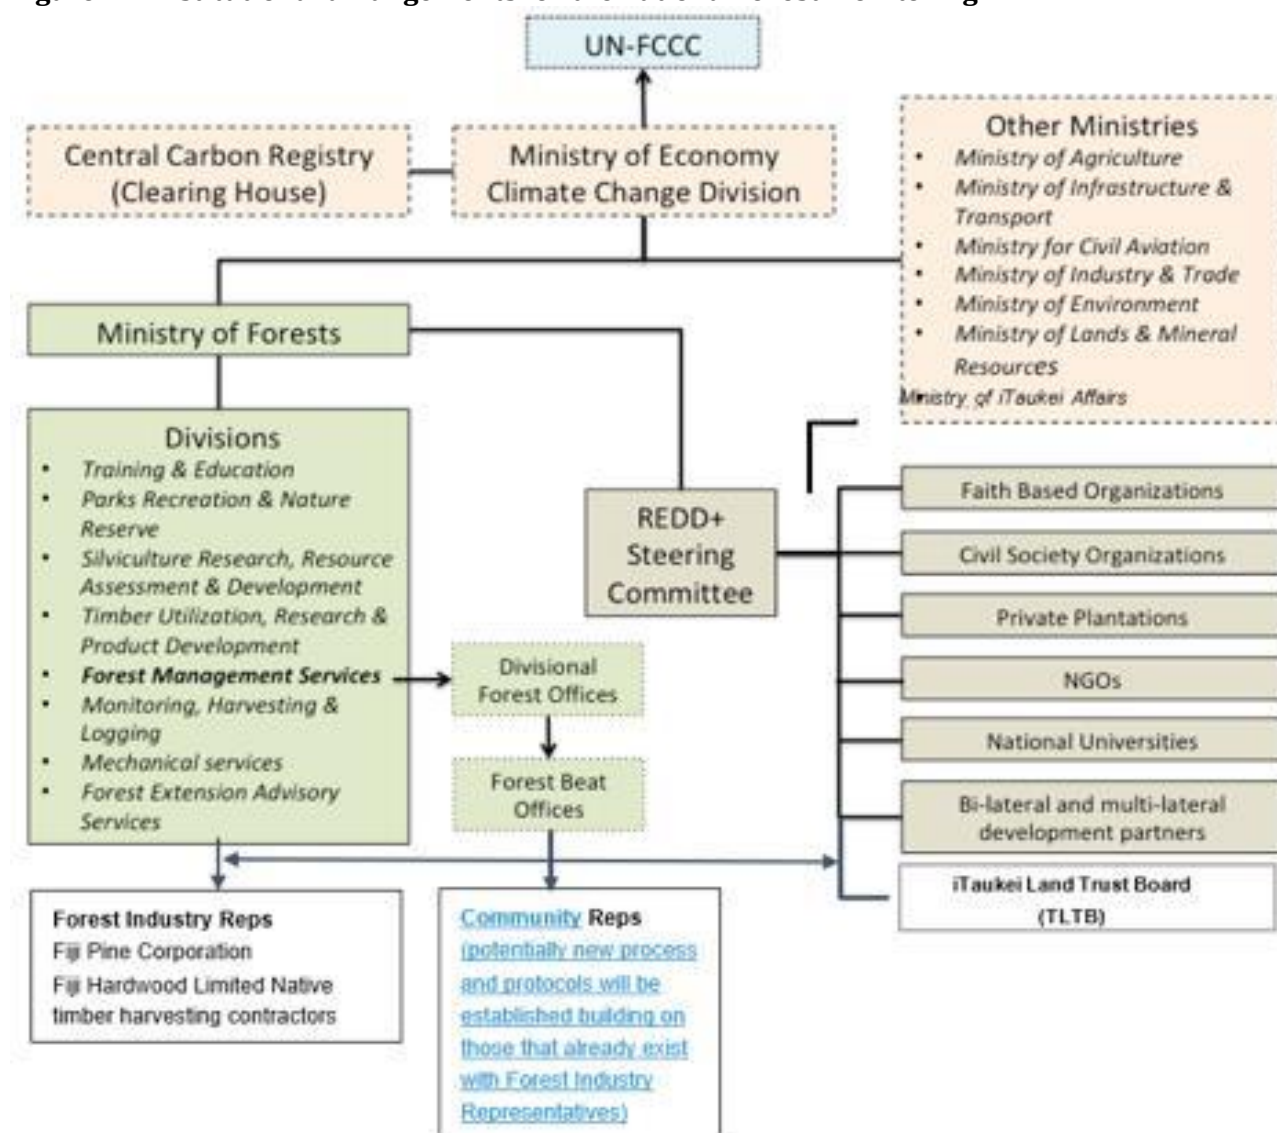 UN-FCCC
Central Carbon Registry
(Clearing House)
Ministry of Economy
Climate Change Division
Other Ministries
• Ministry of Agriculture
• Ministry of Infrastructure &
Transport
• Ministry for Civil Aviation
• Ministry of Industry & Trade
• Ministry of Environment
• Ministry of Lands & Mineral
Resources
Ministry of iTaukei Affairs
Ministry of Forests
Divisions
• Training & Education
• Parks Recreation & Nature
Reserve
• Silviculture Research, Resource
Assessment & Development
• Timber Utilization, Research &
Product Development
• Forest Management Services
• Monitoring, Harvesting &
Logging
• Mechanical services
• Forest Extension Advisory
Services
REDD+
Steering
Committee
Divisional
Forest Offices
Forest Beat
Offices
Faith Based Organizations
Civil Society Organizations
Private Plantations
NGOs
National Universities
Bi-lateral and multi-lateral
development partners
iTaukei Land Trust Board
(TLTB)
Forest Industry Reps
Fiji Pine Corporation
Fiji Hardwood Limited Native
timber harvesting contractors
Community Reps
(potentially new process
and protocols will be
established building on
those that already exist
with Forest Industry
Representatives)